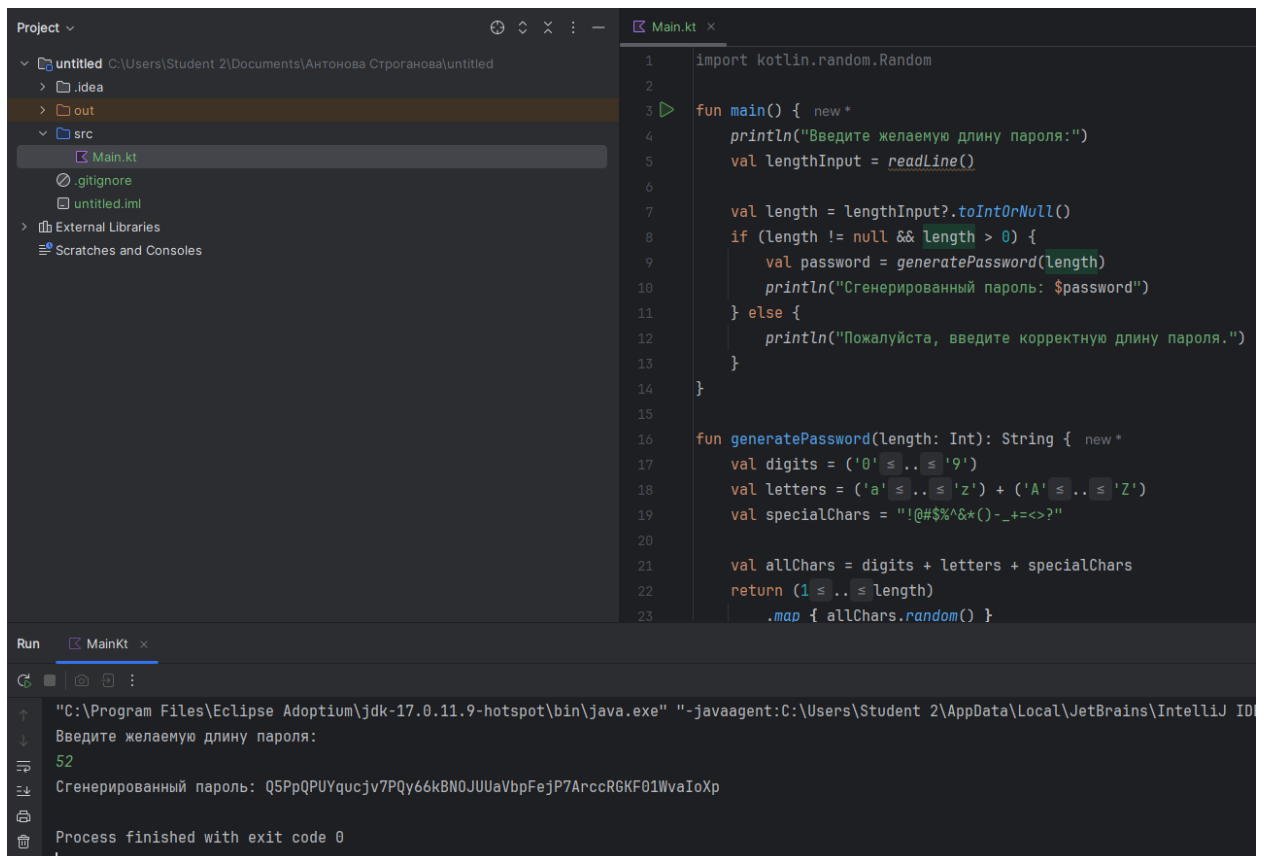 Project
untitled C:\Users\Student 2\Documents\Антонова Строганова\untitled
.idea
out
src
Main.kt
.gitignore
untitled.iml
External Libraries
Scratches and Consoles
Main.kt
1 import kotlin.random.Random
2
3 fun main() { new *
4 println("Введите желаемую длину пароля:")
5 val lengthInput = readLine()
6
7 val length = lengthInput?.toIntOrNull()
8 if (length != null && length > 0) {
9 val password = generatePassword(length)
10 println("Сгенерированный пароль: $password")
11 } else {
12 println("Пожалуйста, введите корректную длину пароля.")
13 }
14 }
15
16 fun generatePassword(length: Int): String { new *
17 val digits = ('0' ≤ .. ≤ '9')
18 val letters = ('a' ≤ .. ≤ 'z') + ('A' ≤ .. ≤ 'Z')
19 val specialChars = "!@#$%^&*()-_+=<>?"
20
21 val allChars = digits + letters + specialChars
22 return (1 ≤ .. ≤ length)
23 .map { allChars.random() }
Run MainKt
"C:\Program Files\Eclipse Adoptium\jdk-17.0.11.9-hotspot\bin\java.exe" "-javaagent:C:\Users\Student 2\AppData\Local\JetBrains\IntelliJ IDE
Введите желаемую длину пароля:
52
Сгенерированный пароль: Q5PpQPUYqucjv7PQy66kBNOJUUaVbpFejP7ArccRGKF01WvaIoXp
Process finished with exit code 0